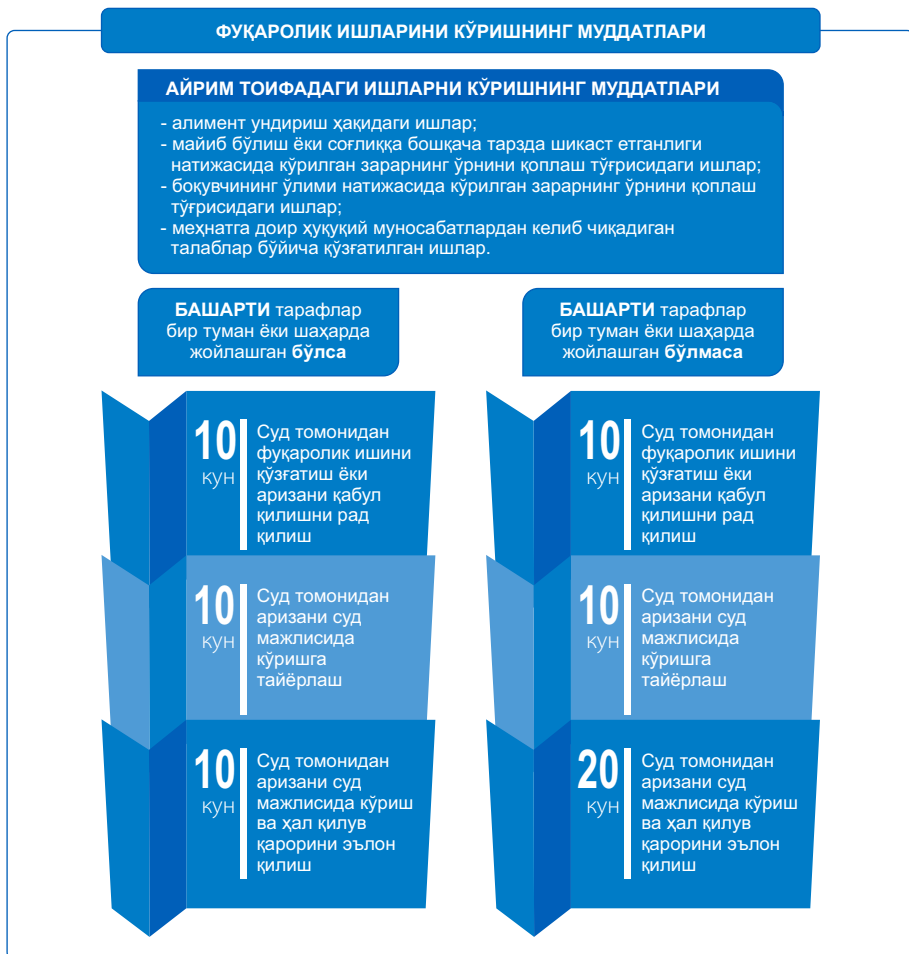 ФУҚАРОЛИК ИШЛАРИНИ КЎРИШНИНГ МУДДАТЛАРИ
АЙРИМ ТОИФАДАГИ ИШЛАРНИ КЎРИШНИНГ МУДДАТЛАРИ
- алимент ундириш ҳақидаги ишлар;
- майиб бўлиш ёки соғлиққа бошқача тарзда шикаст етганлиги
натижасида кўрилган зарарнинг ўрнини қоплаш тўғрисидаги ишлар;
- боқувчининг ўлими натижасида кўрилган зарарнинг ўрнини қоплаш
тўғрисидаги ишлар;
- меҳнатга доир ҳуқуқий муносабатлардан келиб чиқадиган
талаблар бўйича қўзғатилган ишлар.
БАШАРТИ тарафлар
бир туман ёки шаҳарда
жойлашган бўлса
10
кун
Суд томонидан
фуқаролик ишини
қўзғатиш ёки
аризани қабул
қилишни рад
қилиш
10
кун
Суд томонидан
аризани суд
мажлисида
кўришга
тайёрлаш
10
кун
Суд томонидан
аризани суд
мажлисида кўриш
ва ҳал қилув
қарорини эълон
қилиш
БАШАРТИ тарафлар
бир туман ёки шаҳарда
жойлашган бўлмаса
10
кун
Суд томонидан
фуқаролик ишини
қўзғатиш ёки
аризани қабул
қилишни рад
қилиш
10
кун
Суд томонидан
аризани суд
мажлисида
кўришга
тайёрлаш
20
кун
Суд томонидан
аризани суд
мажлисида кўриш
ва ҳал қилув
қарорини эълон
қилиш